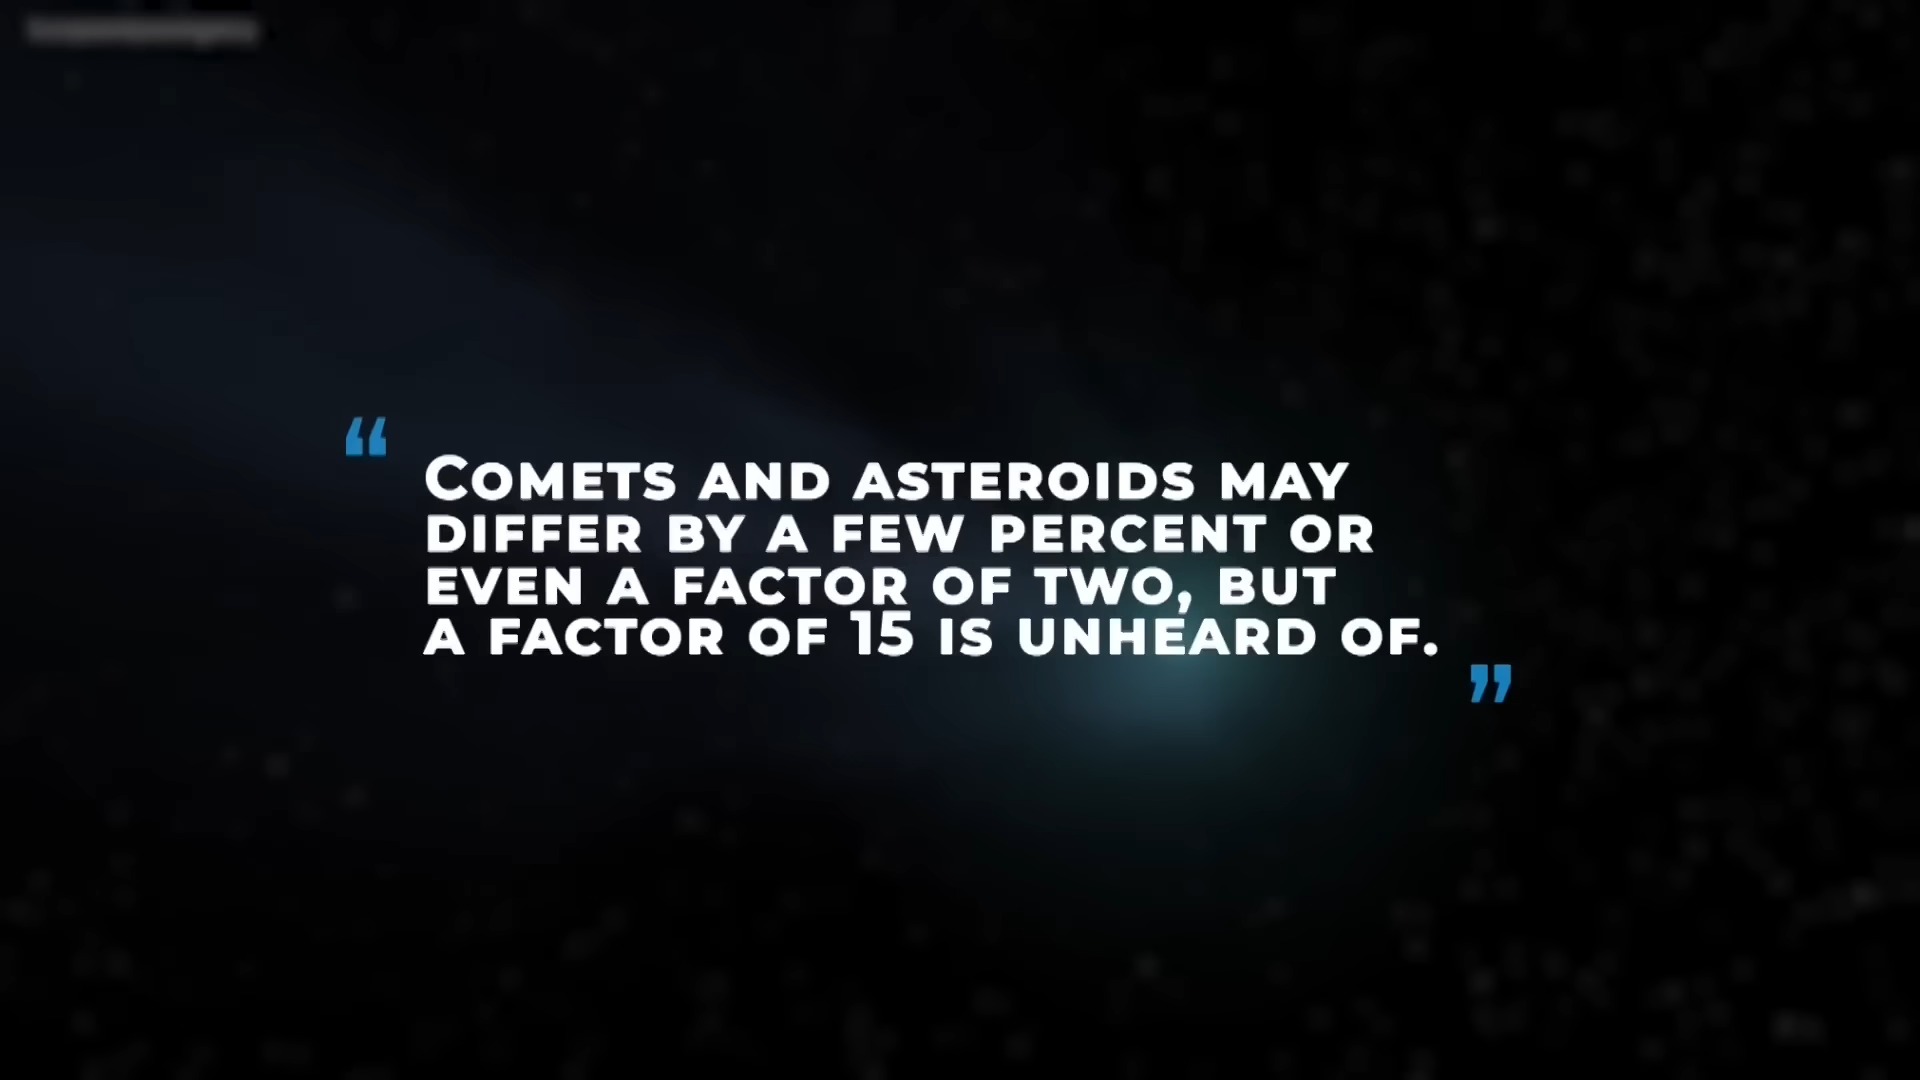 “Comets and asteroids may
differ by a few percent or
even a factor of two, but
a factor of 15 is unheard of.”